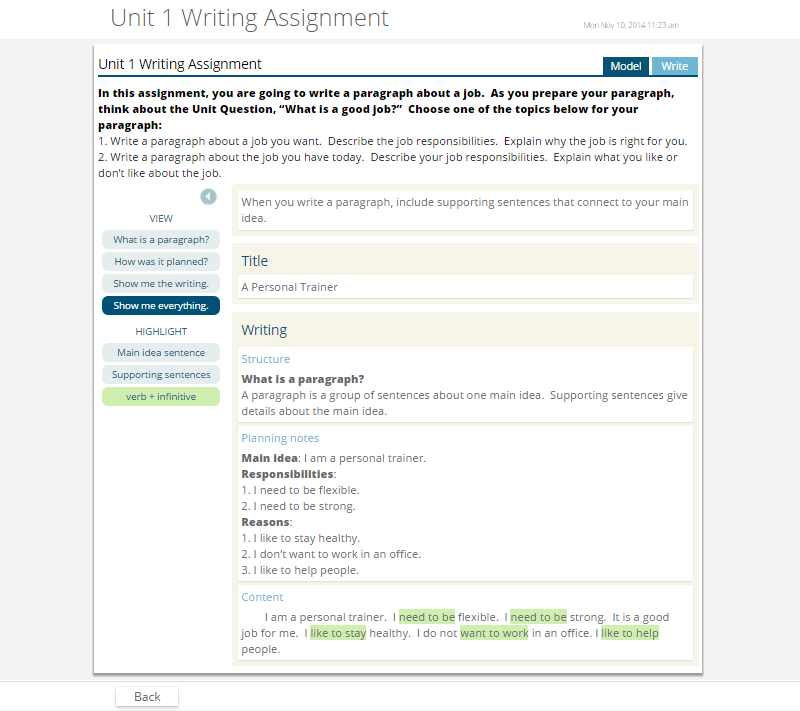 Unit 1 Writing Assignment
Mon Nov 10, 2014 11:23 am
Unit 1 Writing Assignment
Model
Write
In this assignment, you are going to write a paragraph about a job.  As you prepare your paragraph,
think about the Unit Question, “What is a good job?”  Choose one of the topics below for your
paragraph:
1. Write a paragraph about a job you want.  Describe the job responsibilities.  Explain why the job is right for you.
2. Write a paragraph about the job you have today.  Describe your job responsibilities.  Explain what you like or
don’t like about the job.
VIEW
What is a paragraph?
How was it planned?
Show me the writing.
Show me everything.
HIGHLIGHT
Main idea sentence
Supporting sentences
verb + infinitive
When you write a paragraph, include supporting sentences that connect to your main
idea.
Title
A Personal Trainer
Writing
Structure
What is a paragraph?
A paragraph is a group of sentences about one main idea.  Supporting sentences give
details about the main idea.
Planning notes
Main idea: I am a personal trainer.
Responsibilities:
1. I need to be flexible.
2. I need to be strong.
Reasons:
1. I like to stay healthy.
2. I don’t want to work in an office.
3. I like to help people.
Content
I am a personal trainer.  I need to be flexible.  I need to be strong.  It is a good
job for me.  I like to stay healthy.  I do not want to work in an office. I like to help
people.
Back